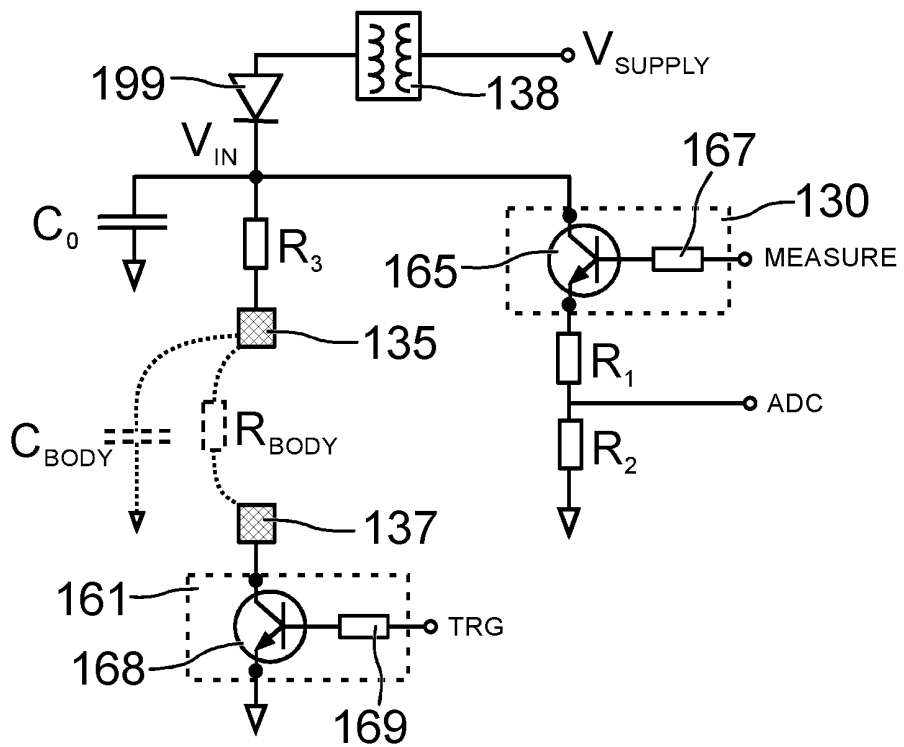 V_SUPPLY
199
138
V_IN
167
130
C_0
R_3
165
MEASURE
135
R_1
ADC
C_BODY
R_BODY
R_2
137
161
TRG
168
169